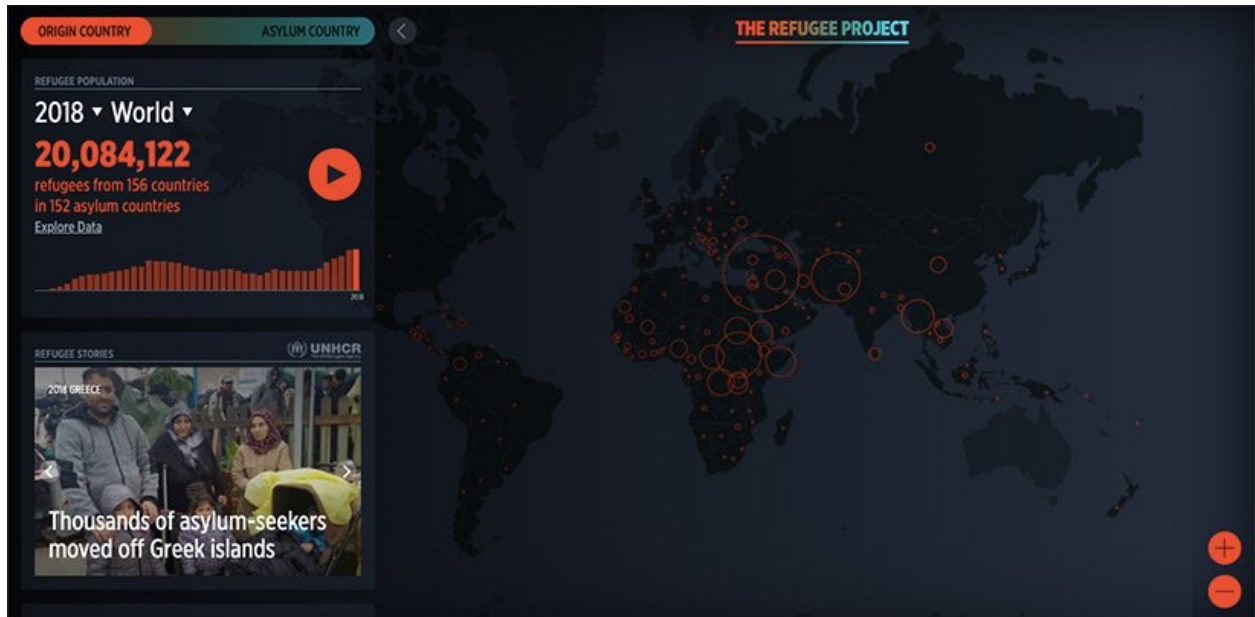 ORIGIN COUNTRY
ASYLUM COUNTRY
THE REFUGEE PROJECT
REFUGEE POPULATION
2018 World
20,084,122
refugees from 156 countries
in 152 asylum countries
Explore Data
2018
REFUGEE STORIES
UNHCR
2018 GREECE
Thousands of asylum-seekers
moved off Greek islands